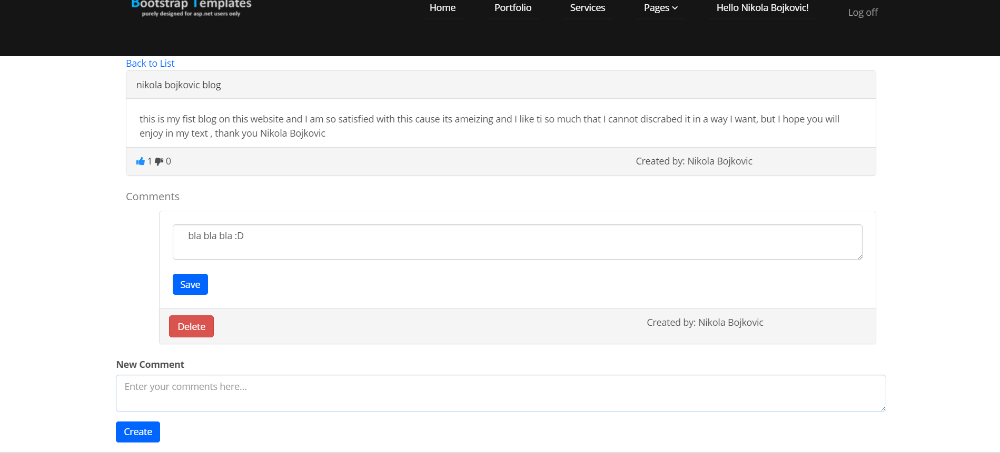 Bootstrap Templates
purely designed for asp.net users only
Home Portfolio Services Pages Hello Nikola Bojkovic! Log off
Back to List
nikola bojkovic blog
this is my fist blog on this website and I am so satisfied with this cause its ameizing and I like ti so much that I cannot discrabed it in a way I want, but I hope you will
enjoy in my text , thank you Nikola Bojkovic
1 0 Created by: Nikola Bojkovic
Comments
bla bla bla :D
Save
Delete Created by: Nikola Bojkovic
New Comment
Enter your comments here...
Create